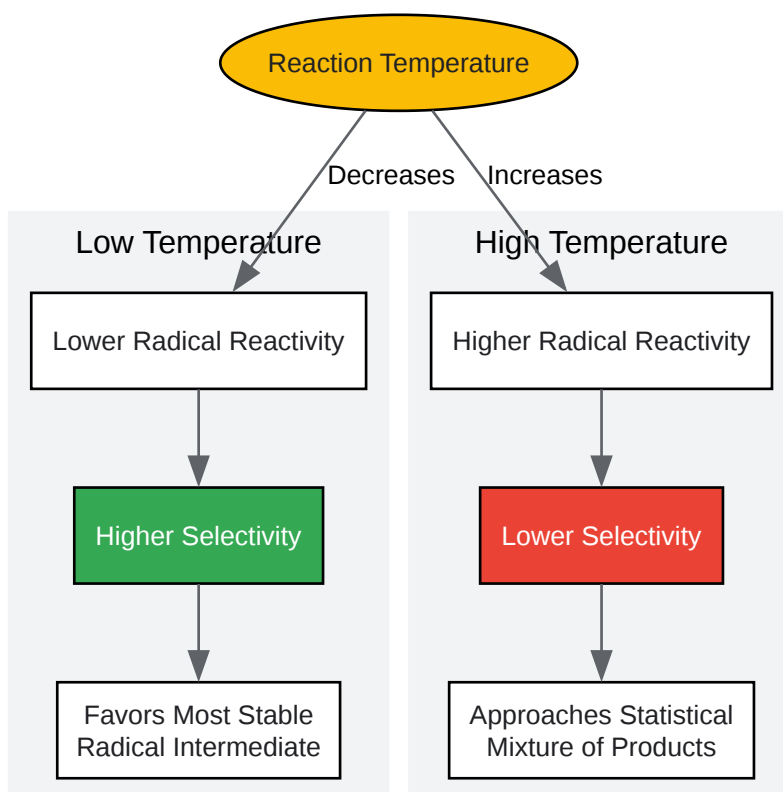 Reaction Temperature
Decreases
Increases
Low Temperature
High Temperature
Lower Radical Reactivity
Higher Radical Reactivity
Higher Selectivity
Lower Selectivity
Favors Most Stable
Radical Intermediate
Approaches Statistical
Mixture of Products